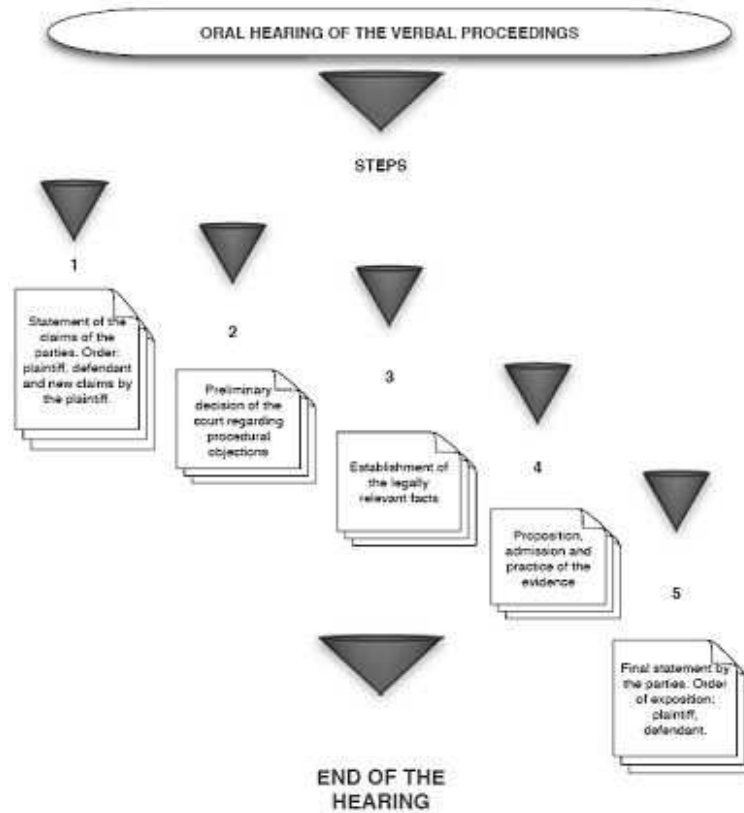 ORAL HEARING OF THE VERBAL PROCEEDINGS
STEPS
1
Statement of the
claims of the
parties. Order:
plaintiff, defendant
and new claims by
the plaintiff.
2
Preliminary
decision of the
court regarding
procedural
objections
3
Establishment of
the legally
relevant facts
4
Proposition,
admission and
practice of the
evidence
5
Final statement by
the parties. Order
of exposition:
plaintiff,
defendant.
END OF THE
HEARING